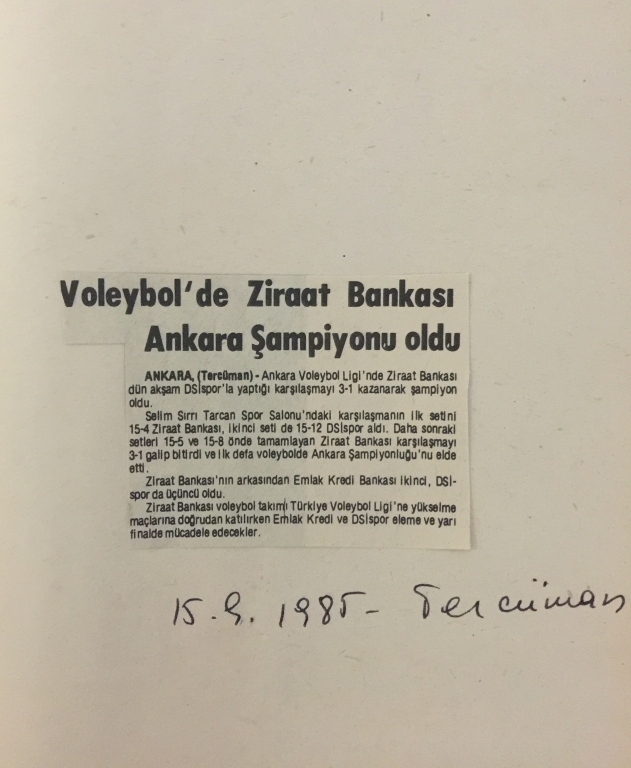 Voleybol'de Ziraat Bankası
Ankara Şampiyonu oldu
ANKARA, (Tercüman) - Ankara Voleybol Ligi'nde Ziraat Bankası
dün akşam DSİspor'la yaptığı karşılaşmayı 3-1 kazanarak şampiyon
oldu.
Selim Sırrı Tarcan Spor Salonu'ndaki karşılaşmanın ilk setini
15-4 Ziraat Bankası, ikinci seti de 15-12 DSİspor aldı. Daha sonraki
setleri 15-5 ve 15-8 önde tamamlayan Ziraat Bankası karşılaşmayı
3-1 galip bitirdi ve ilk defa voleybolde Ankara Şampiyonluğu'nu elde
etti.
Ziraat Bankası'nın arkasından Emlak Kredi Bankası ikinci, DSİ-
spor da üçüncü oldu.
Ziraat Bankası voleybol takımı Türkiye Voleybol Ligi'ne yükselme
maçlarına doğrudan katılırken Emlak Kredi ve DSİspor eleme ve yarı
finalde mücadele edecekler.
1985 - Tercüman